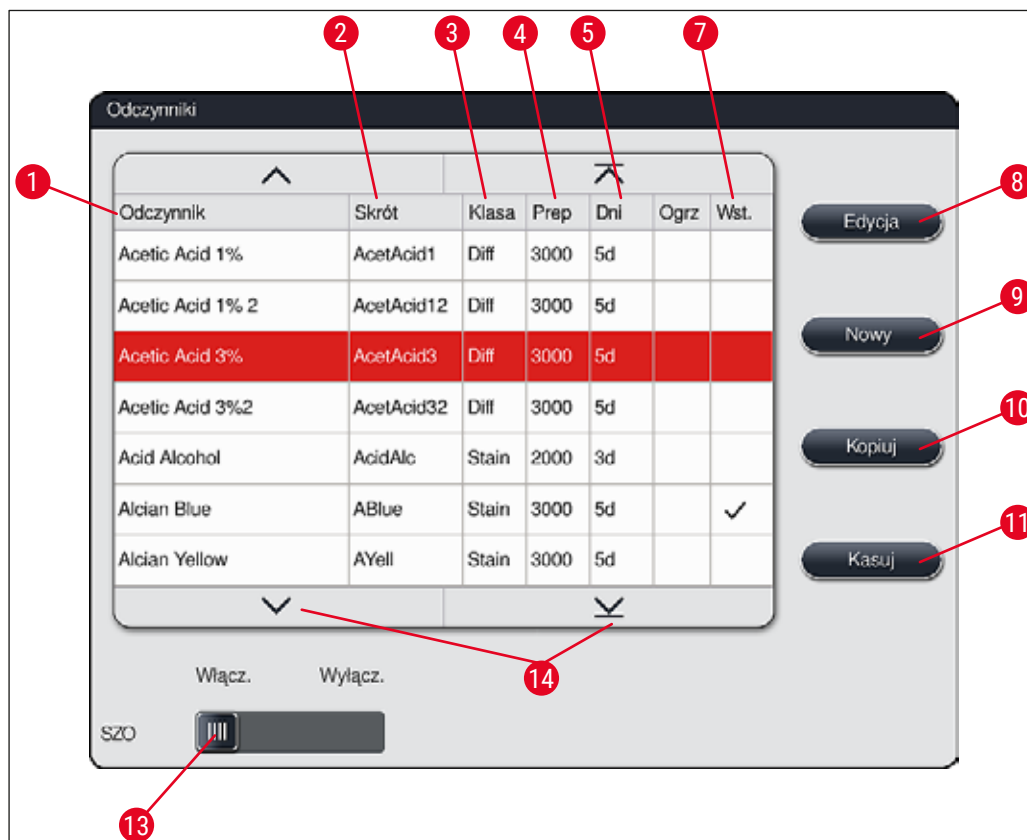 2 3 4 5 7
Odczynniki
1
8
Odczynnik Skrót Klasa Prep Dni Ogrz Wst.
Edycja
Acetic Acid 1% AcetAcid1 Diff 3000 5d
Acetic Acid 1% 2 AcetAcid12 Diff 3000 5d
9
Nowy
Acetic Acid 3% AcetAcid3 Diff 3000 5d
Acetic Acid 3%2 AcetAcid32 Diff 3000 5d
10
Kopiuj
Acid Alcohol AcidAlc Stain 2000 3d
Alcian Blue ABlue Stain 3000 5d
11
Alcian Yellow AYell Stain 3000 5d
Kasuj
Włącz. Wyłącz.
14
SZO
13